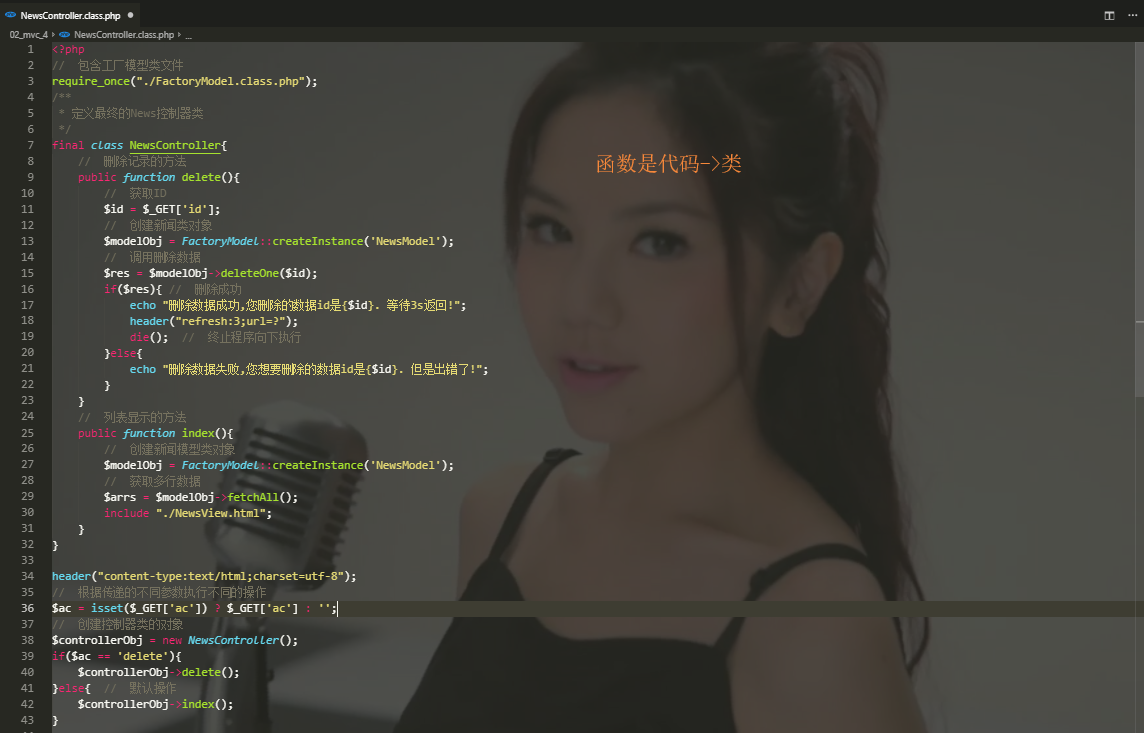 NewsController.class.php ●
02_mvc_4 › NewsController.class.php › ...
1 <?php
2 // 包含工厂模型类文件
3 require_once("./FactoryModel.class.php");
4 /**
5 * 定义最终的News控制器类
6 */
7 final class NewsController{
8 // 删除记录的方法
9 public function delete(){
10 // 获取ID
11 $id = $_GET['id'];
12 // 创建新闻类对象
13 $modelObj = FactoryModel::createInstance('NewsModel');
14 // 调用删除数据
15 $res = $modelObj->deleteOne($id);
16 if($res){ // 删除成功
17 echo "删除数据成功,您删除的数据id是{$id}. 等待3s返回!";
18 header("refresh:3;url=?");
19 die(); // 终止程序向下执行
20 }else{
21 echo "删除数据失败,您想要删除的数据id是{$id}. 但是出错了!";
22 }
23 }
24 // 列表显示的方法
25 public function index(){
26 // 创建新闻模型类对象
27 $modelObj = FactoryModel::createInstance('NewsModel');
28 // 获取多行数据
29 $arrs = $modelObj->fetchAll();
30 include "./NewsView.html";
31 }
32 }
33
34 header("content-type:text/html;charset=utf-8");
35 // 根据传递的不同参数执行不同的操作
36 $ac = isset($_GET['ac']) ? $_GET['ac'] : '';
37 // 创建控制器类的对象
38 $controllerObj = new NewsController();
39 if($ac == 'delete'){
40 $controllerObj->delete();
41 }else{ // 默认操作
42 $controllerObj->index();
43 }
函数是代码->类